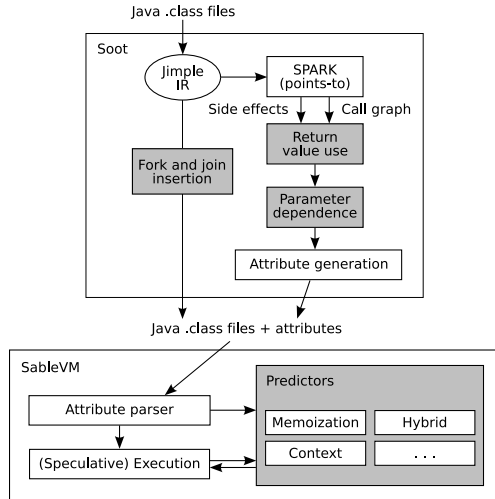 Java .class files
Soot
Jimple
IR
SPARK
(points-to)
Side effects
Call graph
Return
value use
Fork and join
insertion
Parameter
dependence
Attribute generation
Java .class files + attributes
SableVM
Predictors
Attribute parser
Memoization
Hybrid
Context
. . .
(Speculative) Execution